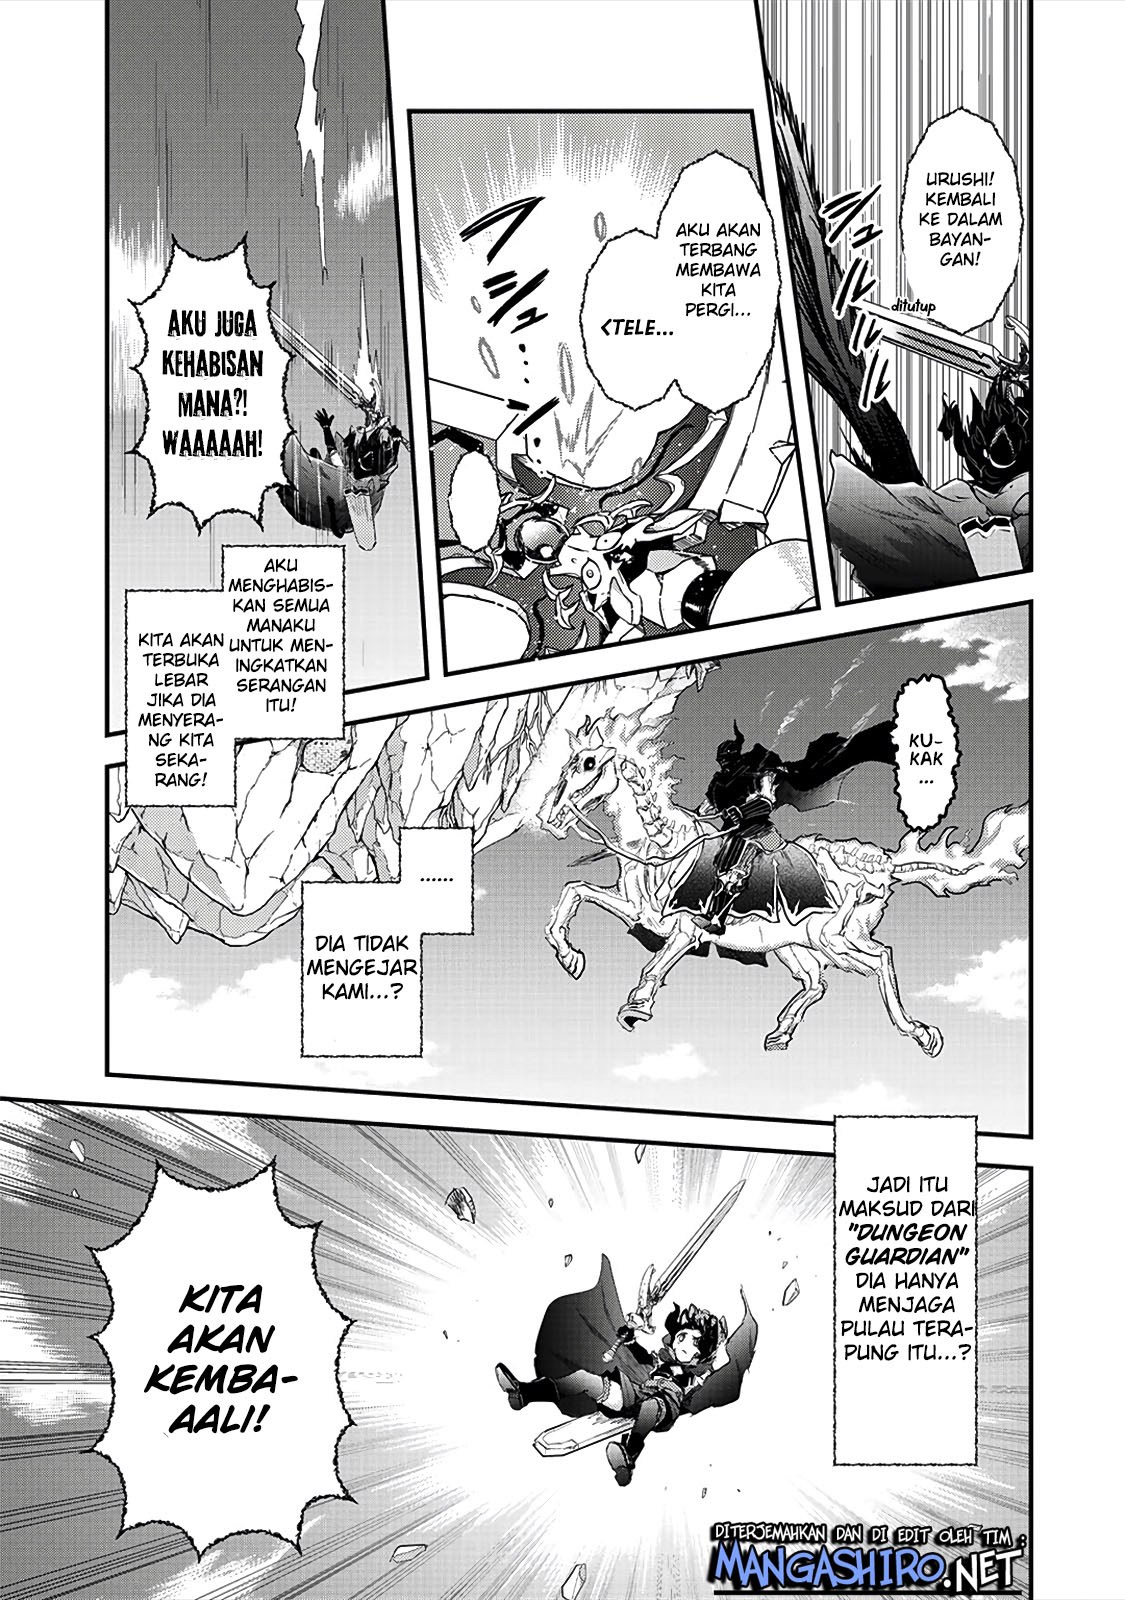 URUSHI!
KEMBALI
KE DALAM
BAYAN-
GAN!
ditutup
AKU AKAN
TERBANG
MEMBAWA
KITA
PERGI...
<TELE...
AKU JUGA
KEHABISAN
MANA?!
WAAAAAH!
AKU
MENGHABIS-
KAN SEMUA
MANAKU
UNTUK MEN-
INGKATKAN
SERANGAN
ITU!
KITA AKAN
TERBUKA
LEBAR
JIKA DIA
MENYERA-
NG KITA
SEKA-
RANG!
KU-
KAK
...
......
DIA TIDAK
MENGEJAR
KAMI...?
JADI ITU
MAKSUD DARI
"DUNGEON
GUARDIAN"
DIA HANYA
MENJAGA
PULAU TERA-
PUNG ITU...?
KITA
AKAN
KEMBA-
AALI!
DITERJEMAHKAN DAN DI EDIT OLEH TIM :
MANGASHIRO.NET